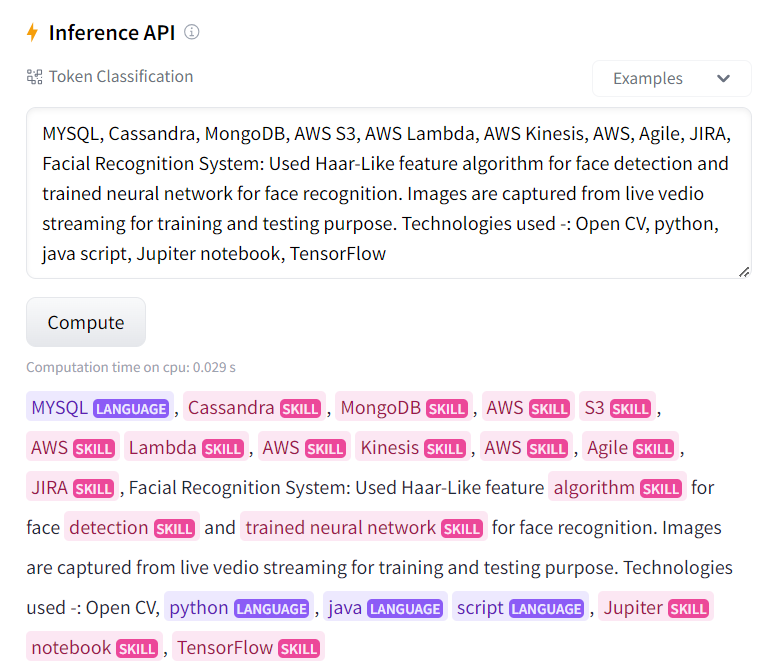 Inference API
Token Classification
Examples
MYSQL, Cassandra, MongoDB, AWS S3, AWS Lambda, AWS Kinesis, AWS, Agile, JIRA,
Facial Recognition System: Used Haar-Like feature algorithm for face detection and
trained neural network for face recognition. Images are captured from live vedio
streaming for training and testing purpose. Technologies used -: Open CV, python,
java script, Jupiter notebook, TensorFlow
Compute
Computation time on cpu: 0.029 s
MYSQL LANGUAGE , Cassandra SKILL , MongoDB SKILL , AWS SKILL S3 SKILL ,
AWS SKILL Lambda SKILL , AWS SKILL Kinesis SKILL , AWS SKILL , Agile SKILL ,
JIRA SKILL , Facial Recognition System: Used Haar-Like feature algorithm SKILL for
face detection SKILL and trained neural network SKILL for face recognition. Images
are captured from live vedio streaming for training and testing purpose. Technologies
used -: Open CV, python LANGUAGE , java LANGUAGE script LANGUAGE , Jupiter SKILL
notebook SKILL , TensorFlow SKILL